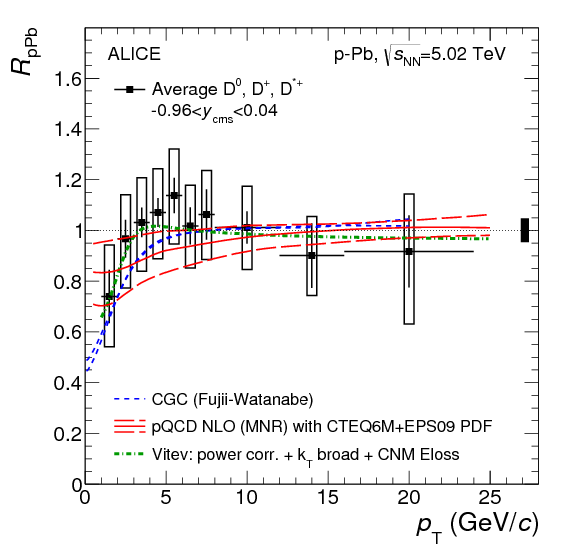 R_pPb
ALICE
p-Pb, √s_NN=5.02 TeV
Average D⁰, D⁺, D*⁺
-0.96<y_cms<0.04
1.6
1.4
1.2
1
0.8
0.6
0.4
0.2
0
CGC (Fujii-Watanabe)
pQCD NLO (MNR) with CTEQ6M+EPS09 PDF
Vitev: power corr. + k_T broad + CNM Eloss
0 5 10 15 20 25
p_T (GeV/c)